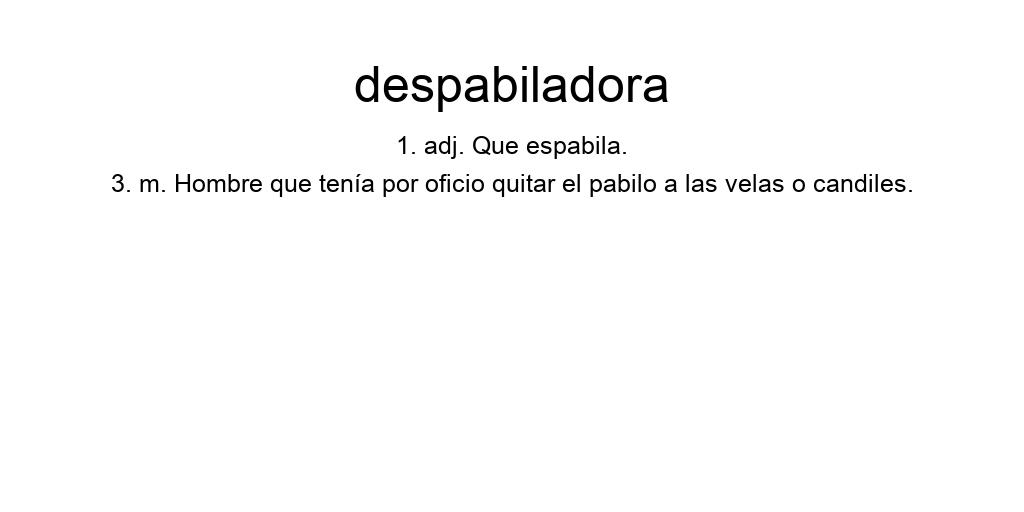 despabiladora
1. adj. Que espabila.
3. m. Hombre que tenía por oficio quitar el pabilo a las velas o candiles.